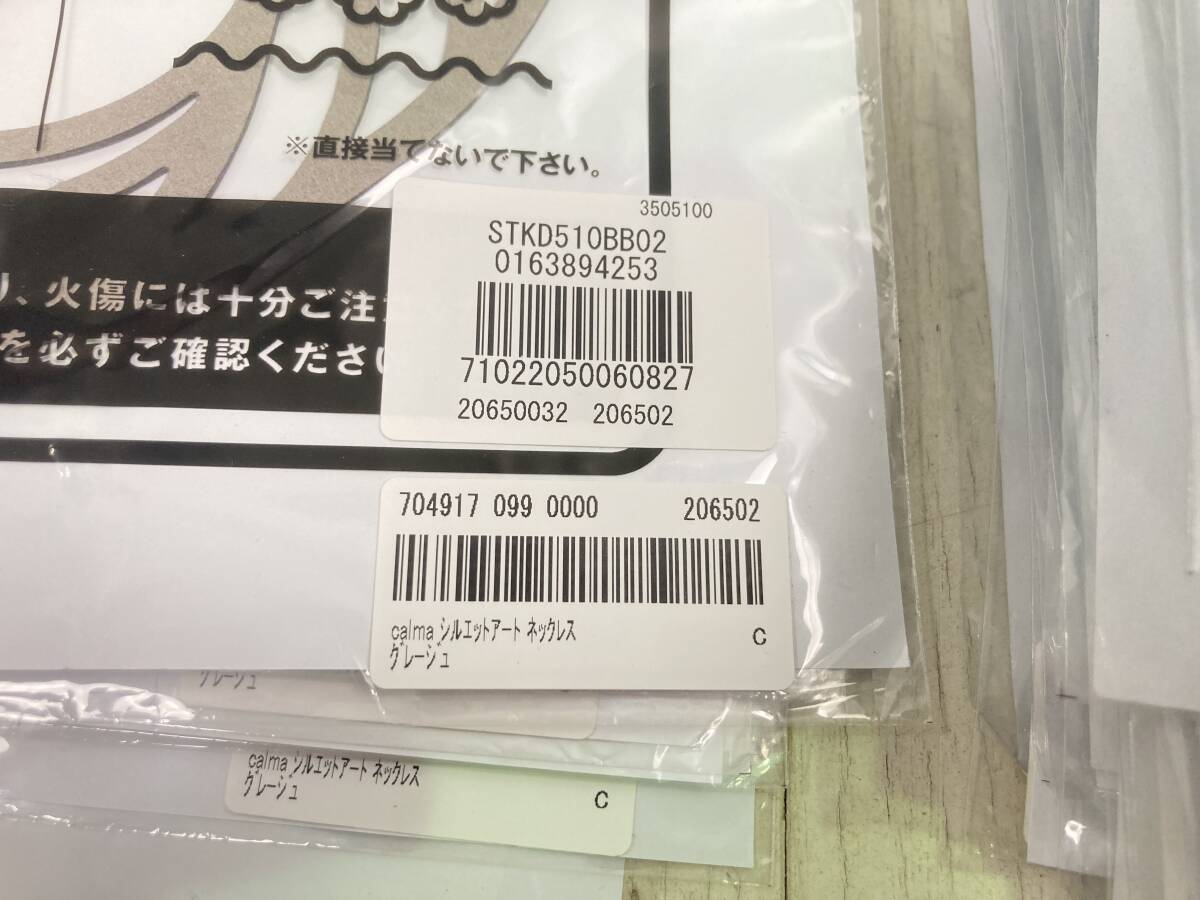 ※直接当てないで下さい。
、火傷には十分ご注
を必ずご確認くださ
3505100
STKD510BB02
0163894253
71022050060827
20650032 206502
704917 099 0000 206502
calma シルエットアート ネックレス
グレージュ C
グレージュ
calma シルエットアート ネックレス
グレージュ C